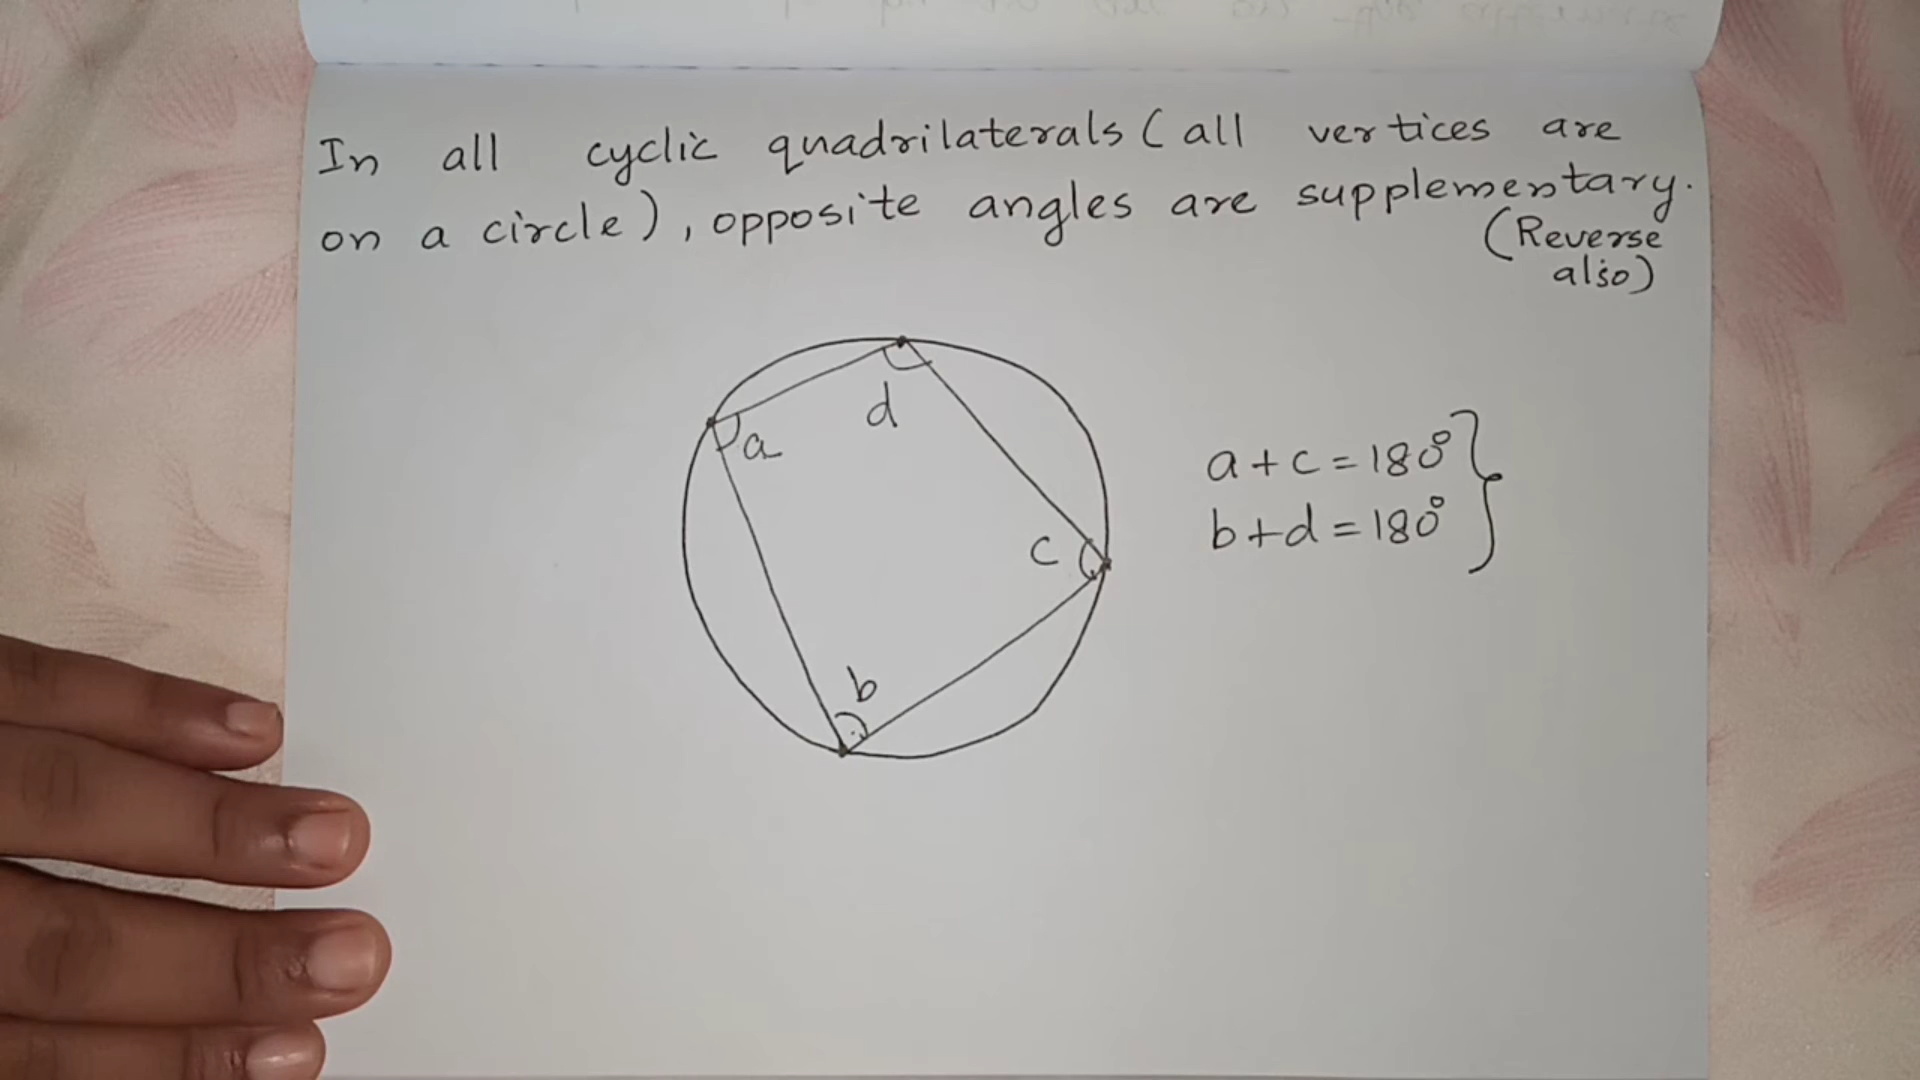 In all cyclic quadrilaterals (all vertices are
on a circle), opposite angles are supplementary.
(Reverse
also)
d
a
a + c = 180°
c
b + d = 180°
b